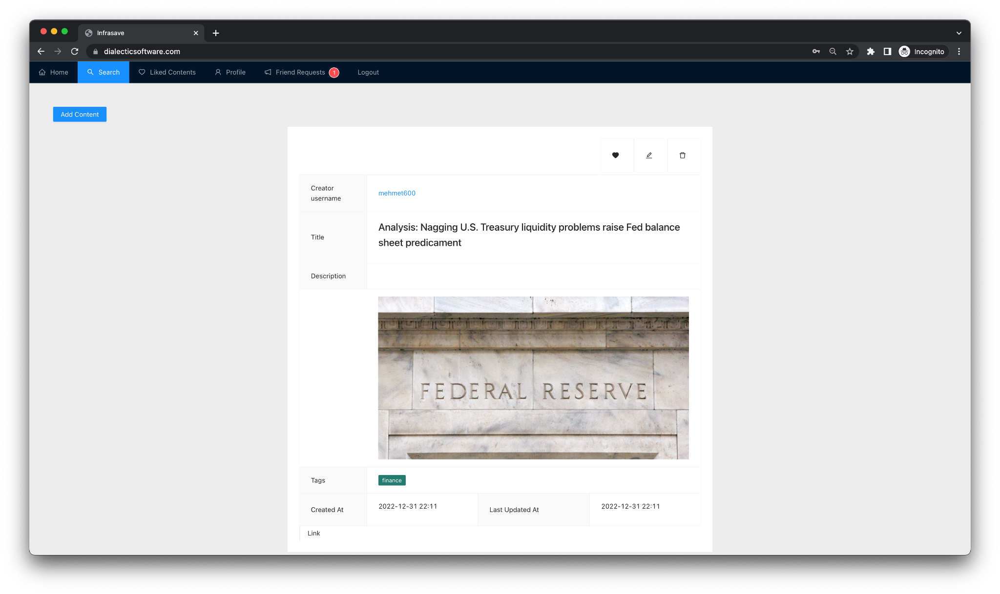 Infrasave
dialecticsoftware.com
Incognito
Home
Search
Liked Contents
Profile
Friend Requests 1
Logout
Add Content
Creator
username
mehmet600
Title
Analysis: Nagging U.S. Treasury liquidity problems raise Fed balance
sheet predicament
Description
FEDERAL RESERVE
Tags
finance
Created At
2022-12-31 22:11
Last Updated At
2022-12-31 22:11
Link